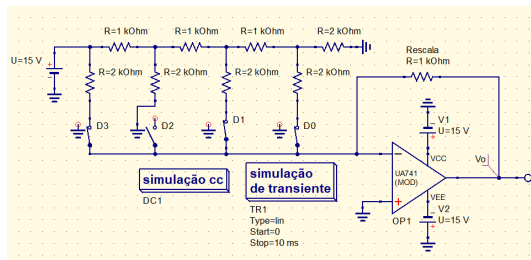 R=1 kOhm R=1 kOhm R=1 kOhm R=2 kOhm
U=15 V
R=2 kOhm R=2 kOhm R=2 kOhm R=2 kOhm
Rescala
R=1 kOhm
D3 D2 D1 D0
V1
U=15 V
VCC
UA741
(MOD)
Vo
VEE
OP1
V2
U=15 V
simulação cc
DC1
simulação
de transiente
TR1
Type=lin
Start=0
Stop=10 ms